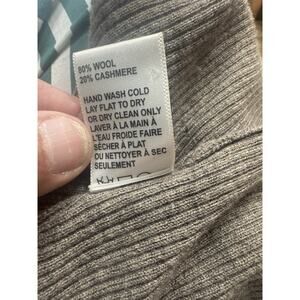 80% WOOL
20% CASHMERE
HAND WASH COLD
LAY FLAT TO DRY
OR DRY CLEAN ONLY
LAVER À LA MAIN À
L'EAU FROIDE FAIRE
SÉCHER À PLAT
OU NETTOYER À SEC
SEULEMENT